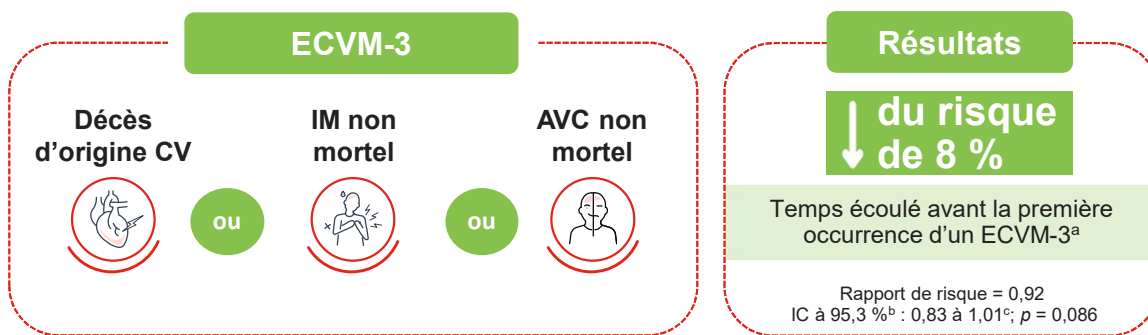 ECVM-3
Décès
d'origine CV
IM non
mortel
AVC non
mortel
ou
ou
Résultats
du risque
de 8 %
Temps écoulé avant la première
occurrence d'un ECVM-3ᵃ
Rapport de risque = 0,92
IC à 95,3 %ᵇ : 0,83 à 1,01ᶜ; p = 0,086